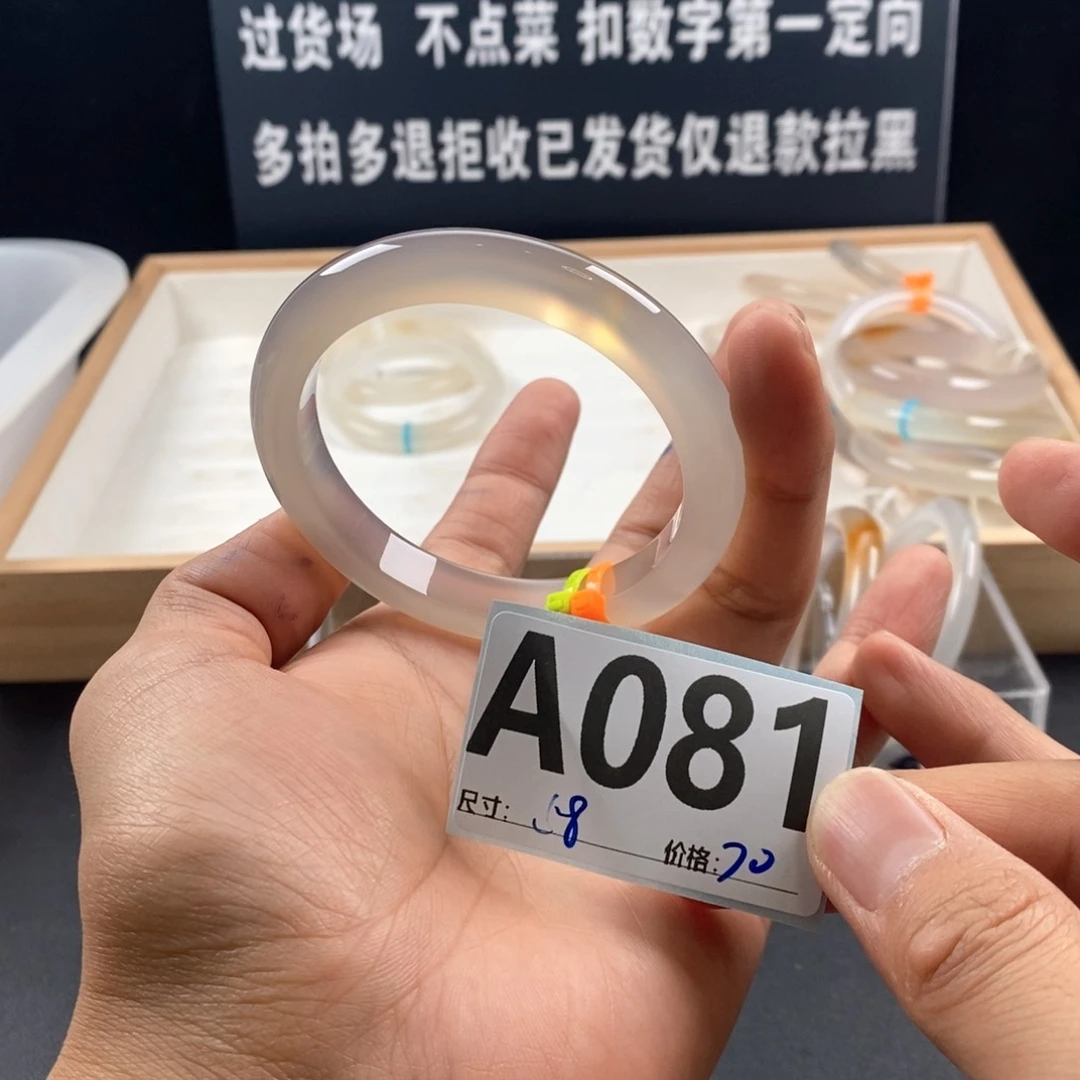 过货场 不点菜 扣数字第一定向
多拍多退拒收已发货仅退款拉黑
A081
尺寸: 58
价格: 70